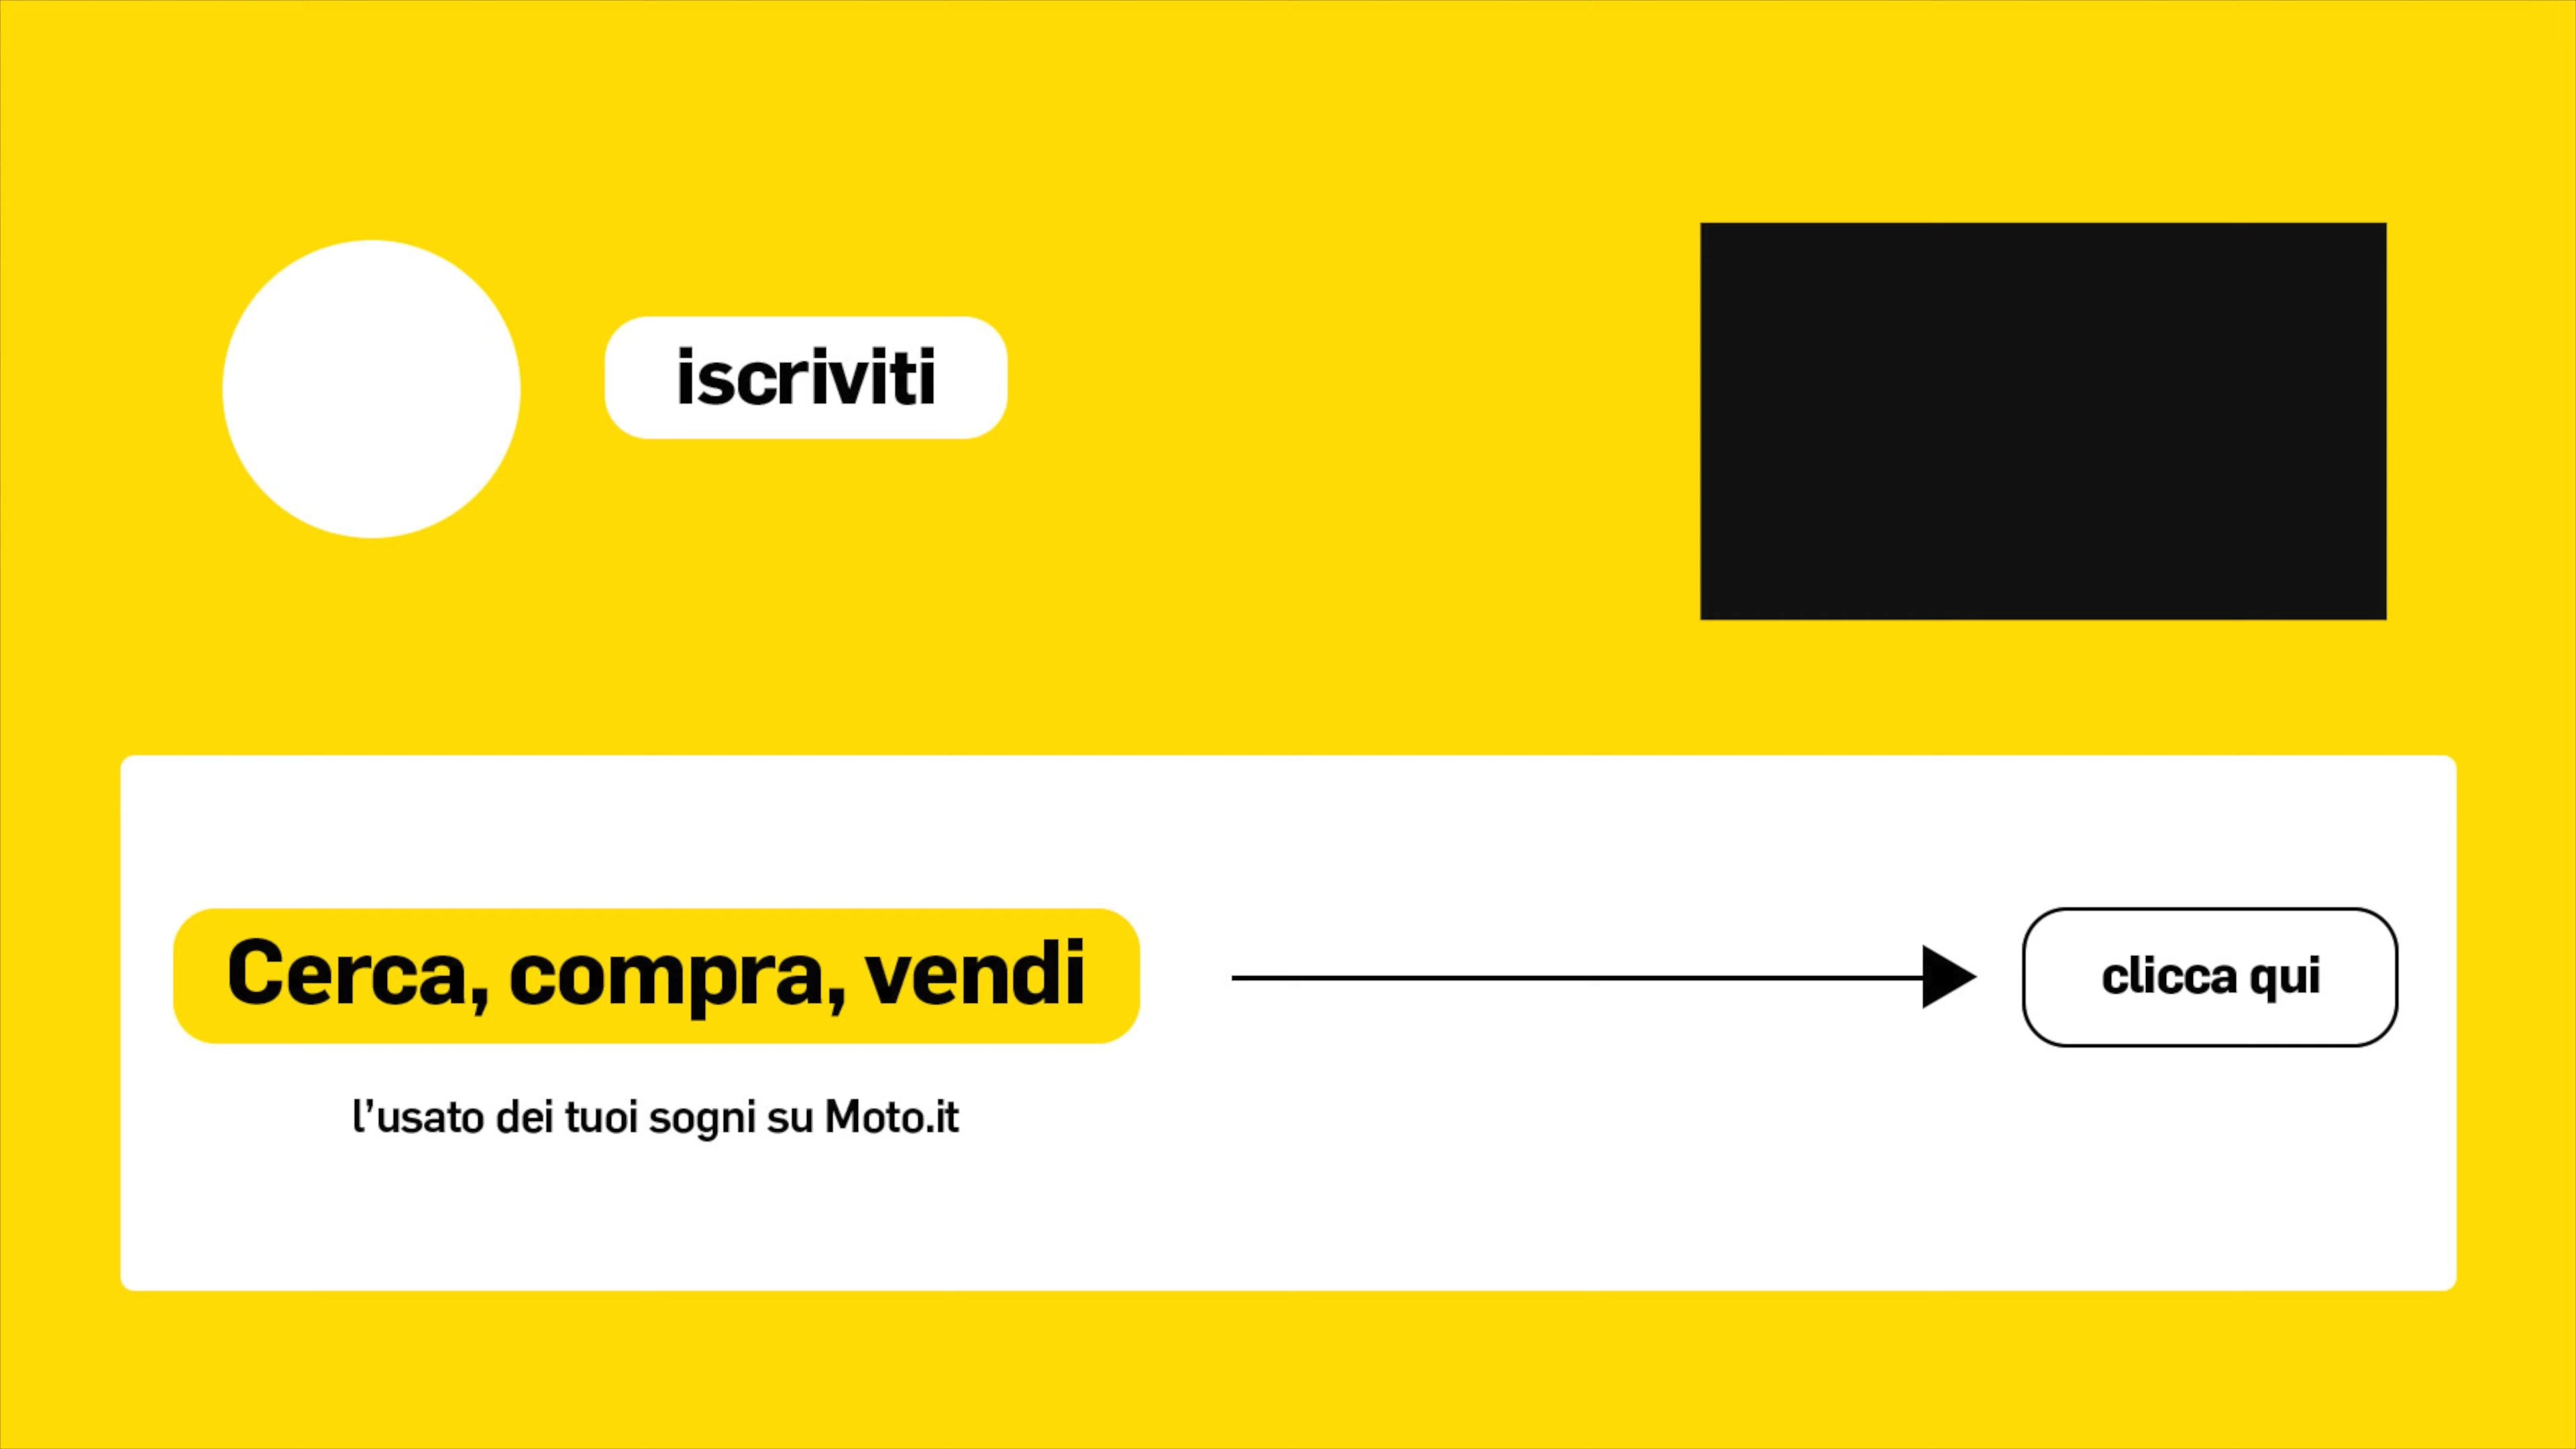 iscriviti
Cerca, compra, vendi
clicca qui
l’usato dei tuoi sogni su Moto.it